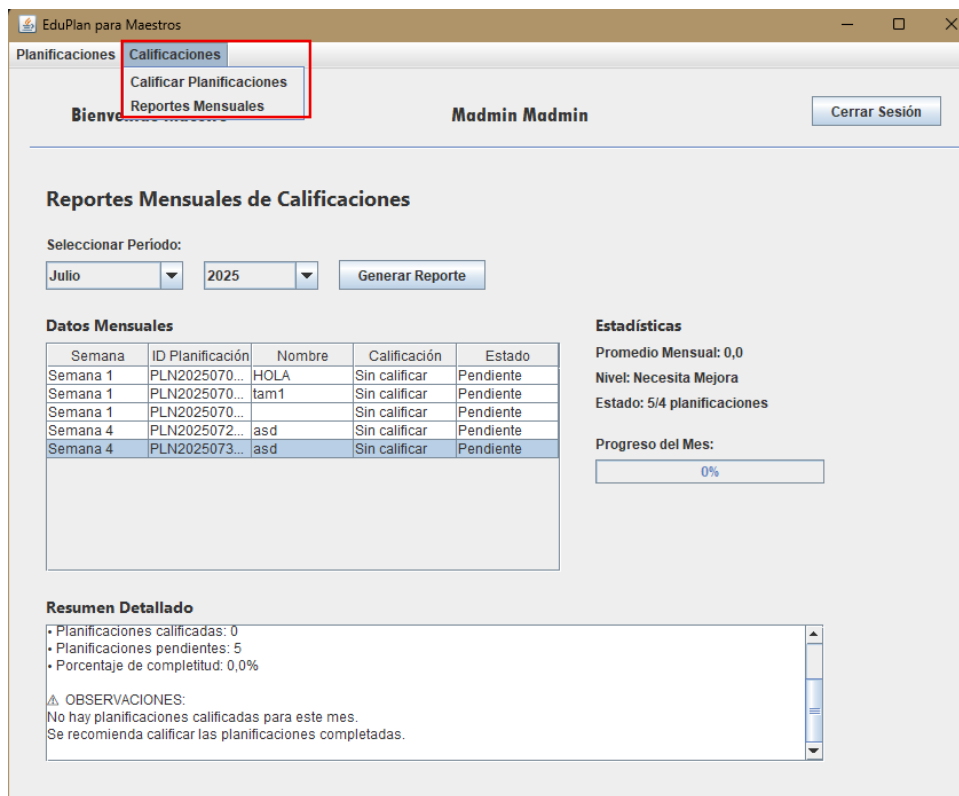 EduPlan para Maestros
Planificaciones Calificaciones
Calificar Planificaciones
Reportes Mensuales
Madmin Madmin
Cerrar Sesión
Reportes Mensuales de Calificaciones
Seleccionar Período:
Julio 2025 Generar Reporte
Datos Mensuales
Semana ID Planificación Nombre Calificación Estado
Semana 1 PLN2025070... HOLA Sin calificar Pendiente
Semana 1 PLN2025070... tam1 Sin calificar Pendiente
Semana 1 PLN2025070... Sin calificar Pendiente
Semana 4 PLN2025072... asd Sin calificar Pendiente
Semana 4 PLN2025073... asd Sin calificar Pendiente
Estadísticas
Promedio Mensual: 0,0
Nivel: Necesita Mejora
Estado: 5/4 planificaciones
Progreso del Mes:
0%
Resumen Detallado
• Planificaciones calificadas: 0
• Planificaciones pendientes: 5
• Porcentaje de completitud: 0,0%
⚠ OBSERVACIONES:
No hay planificaciones calificadas para este mes.
Se recomienda calificar las planificaciones completadas.